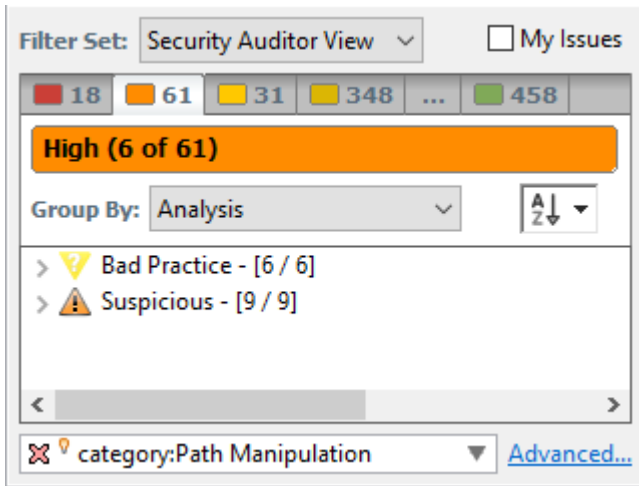 Filter Set: Security Auditor View My Issues
18 61 31 348 ... 458
High (6 of 61)
Group By: Analysis A Z
Bad Practice - [6 / 6]
Suspicious - [9 / 9]
category:Path Manipulation Advanced...